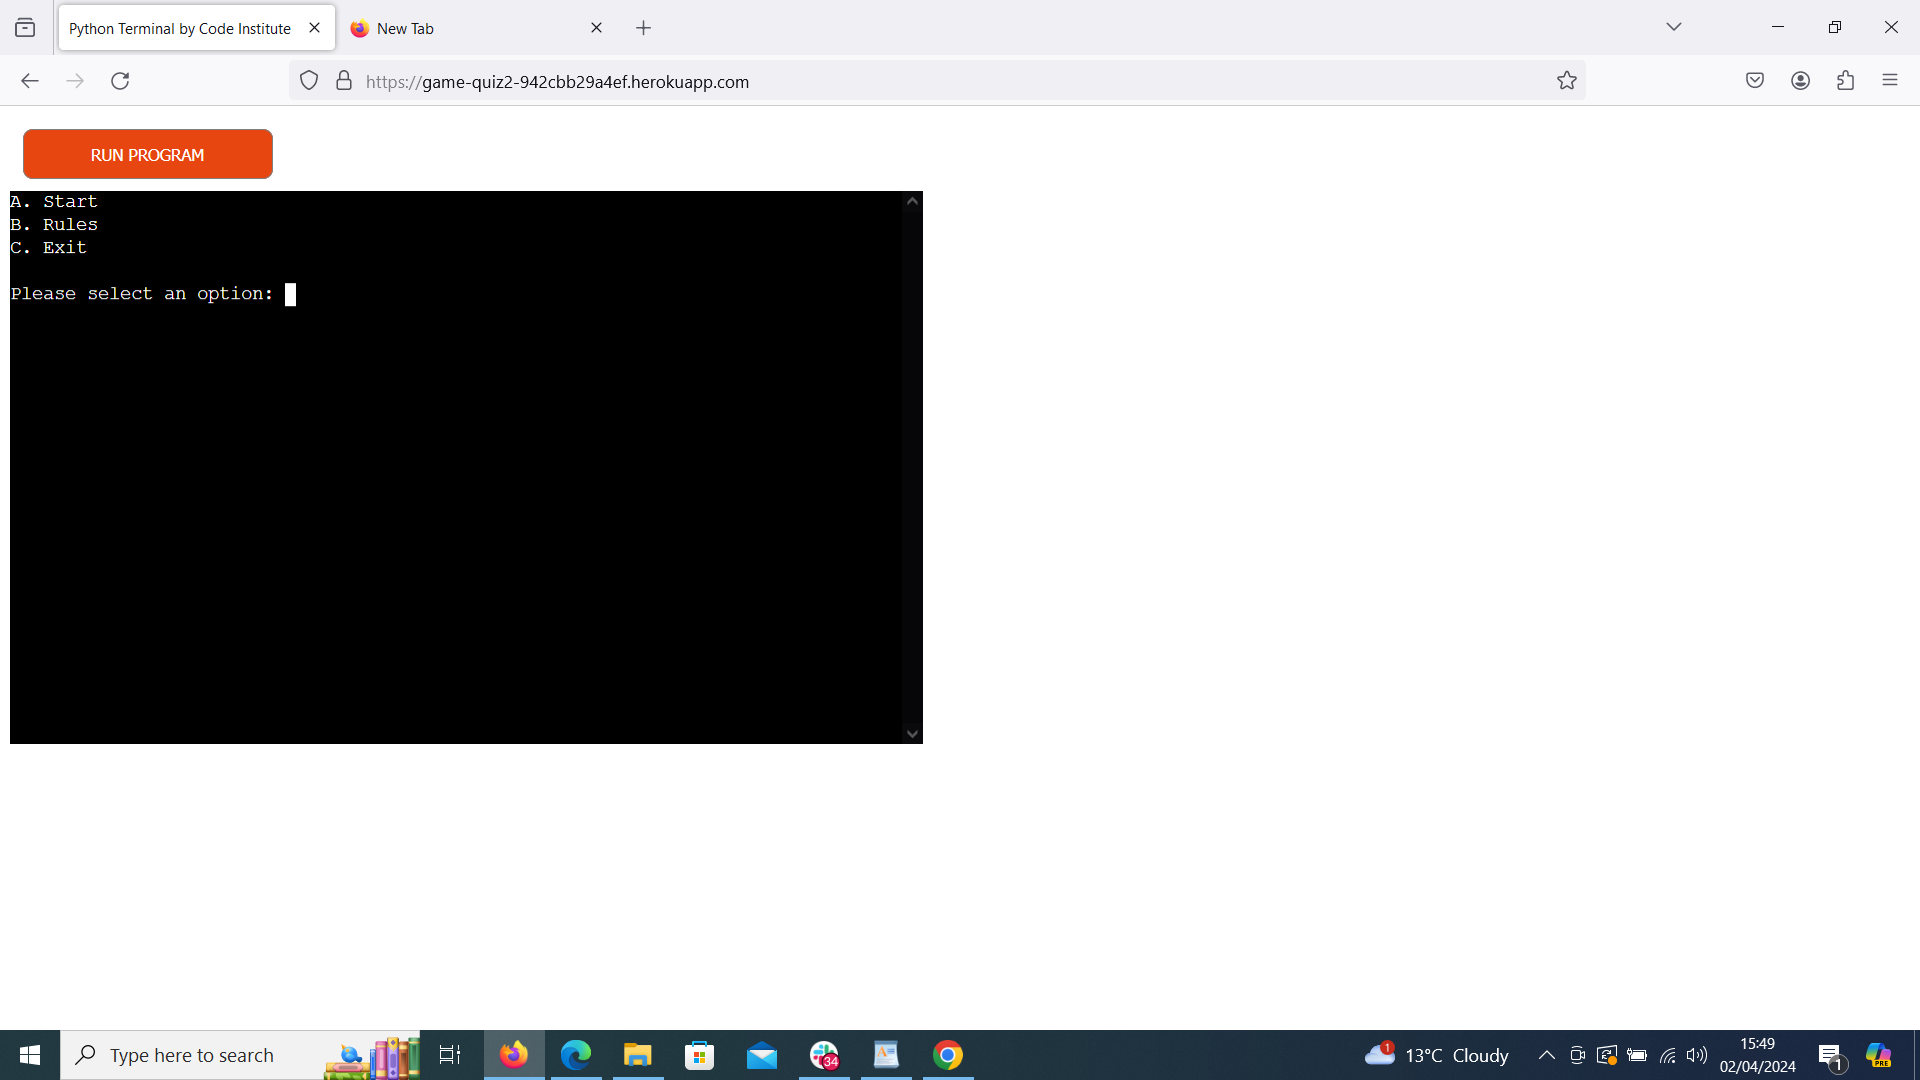 Python Terminal by Code Institute
New Tab
https://game-quiz2-942cbb29a4ef.herokuapp.com
RUN PROGRAM
A. Start
B. Rules
C. Exit
Please select an option:
Type here to search
34
1
13°C Cloudy
15:49
02/04/2024
1
PRE